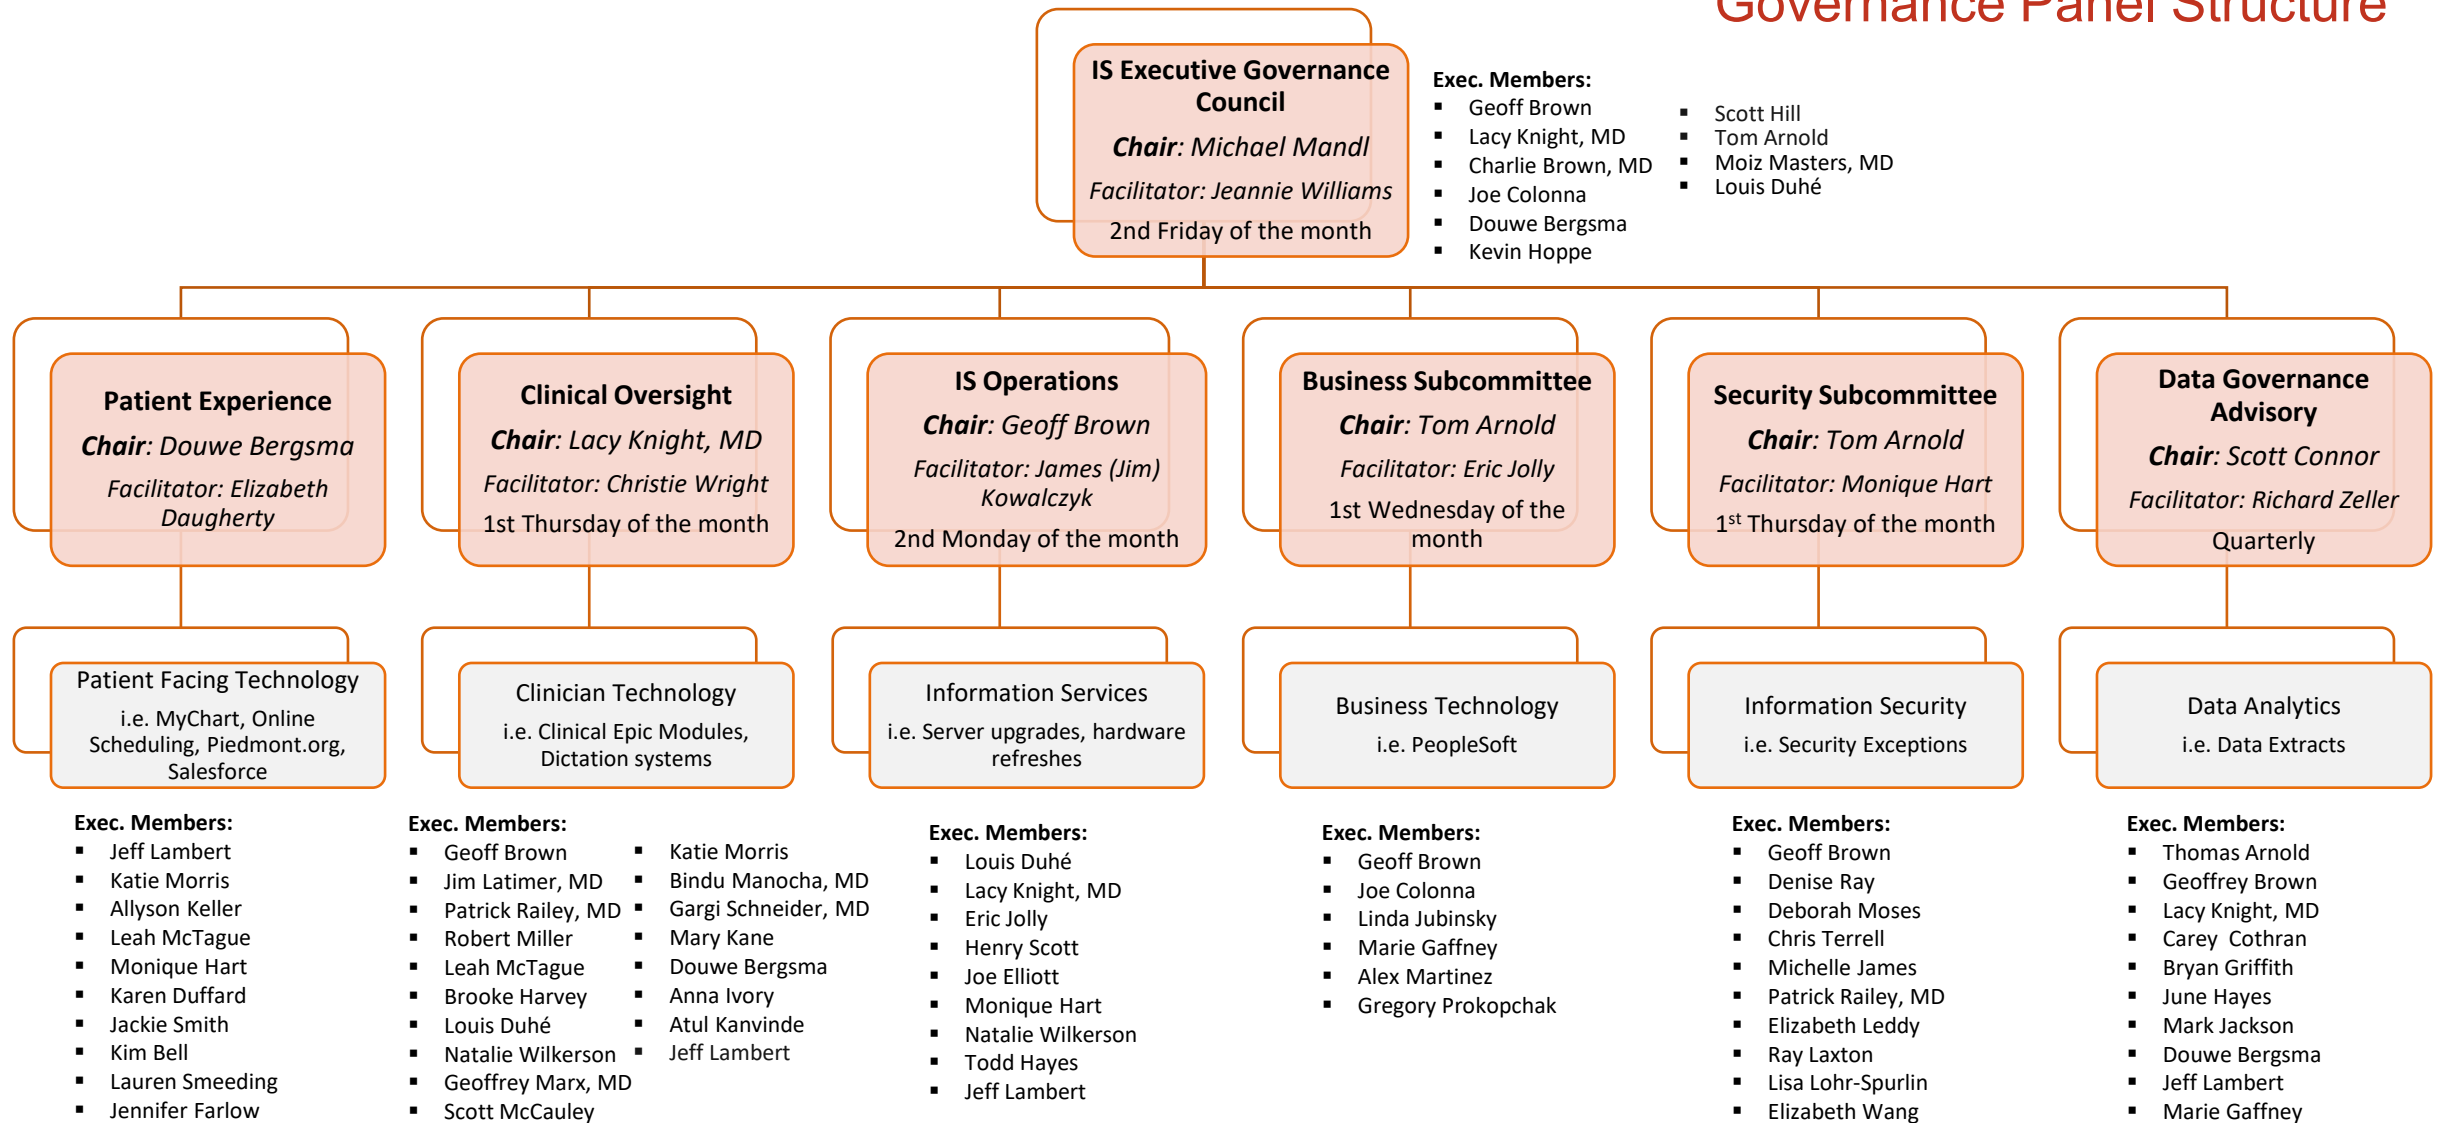 Governance Panel Structure
IS Executive Governance
Council
Chair: Michael Mandl
Facilitator: Jeannie Williams
2nd Friday of the month
Exec. Members:
▪ Geoff Brown
▪ Lacy Knight, MD
▪ Charlie Brown, MD
▪ Joe Colonna
▪ Douwe Bergsma
▪ Kevin Hoppe
▪ Scott Hill
▪ Tom Arnold
▪ Moiz Masters, MD
▪ Louis Duhé
Patient Experience
Chair: Douwe Bergsma
Facilitator: Elizabeth
Daugherty
Clinical Oversight
Chair: Lacy Knight, MD
Facilitator: Christie Wright
1st Thursday of the month
IS Operations
Chair: Geoff Brown
Facilitator: James (Jim)
Kowalczyk
2nd Monday of the month
Business Subcommittee
Chair: Tom Arnold
Facilitator: Eric Jolly
1st Wednesday of the
month
Security Subcommittee
Chair: Tom Arnold
Facilitator: Monique Hart
1st Thursday of the month
Data Governance
Advisory
Chair: Scott Connor
Facilitator: Richard Zeller
Quarterly
Patient Facing Technology
i.e. MyChart, Online
Scheduling, Piedmont.org,
Salesforce
Clinician Technology
i.e. Clinical Epic Modules,
Dictation systems
Information Services
i.e. Server upgrades, hardware
refreshes
Business Technology
i.e. PeopleSoft
Information Security
i.e. Security Exceptions
Data Analytics
i.e. Data Extracts
Exec. Members:
▪ Jeff Lambert
▪ Katie Morris
▪ Allyson Keller
▪ Leah McTague
▪ Monique Hart
▪ Karen Duffard
▪ Jackie Smith
▪ Kim Bell
▪ Lauren Smeeding
▪ Jennifer Farlow
Exec. Members:
▪ Geoff Brown
▪ Jim Latimer, MD
▪ Patrick Railey, MD
▪ Robert Miller
▪ Leah McTague
▪ Brooke Harvey
▪ Louis Duhé
▪ Natalie Wilkerson
▪ Geoffrey Marx, MD
▪ Scott McCauley
▪ Katie Morris
▪ Bindu Manocha, MD
▪ Gargi Schneider, MD
▪ Mary Kane
▪ Douwe Bergsma
▪ Anna Ivory
▪ Atul Kanvinde
▪ Jeff Lambert
Exec. Members:
▪ Louis Duhé
▪ Lacy Knight, MD
▪ Eric Jolly
▪ Henry Scott
▪ Joe Elliott
▪ Monique Hart
▪ Natalie Wilkerson
▪ Todd Hayes
▪ Jeff Lambert
Exec. Members:
▪ Geoff Brown
▪ Joe Colonna
▪ Linda Jubinsky
▪ Marie Gaffney
▪ Alex Martinez
▪ Gregory Prokopchak
Exec. Members:
▪ Geoff Brown
▪ Denise Ray
▪ Deborah Moses
▪ Chris Terrell
▪ Michelle James
▪ Patrick Railey, MD
▪ Elizabeth Leddy
▪ Ray Laxton
▪ Lisa Lohr-Spurlin
▪ Elizabeth Wang
Exec. Members:
▪ Thomas Arnold
▪ Geoffrey Brown
▪ Lacy Knight, MD
▪ Carey Cothran
▪ Bryan Griffith
▪ June Hayes
▪ Mark Jackson
▪ Douwe Bergsma
▪ Jeff Lambert
▪ Marie Gaffney